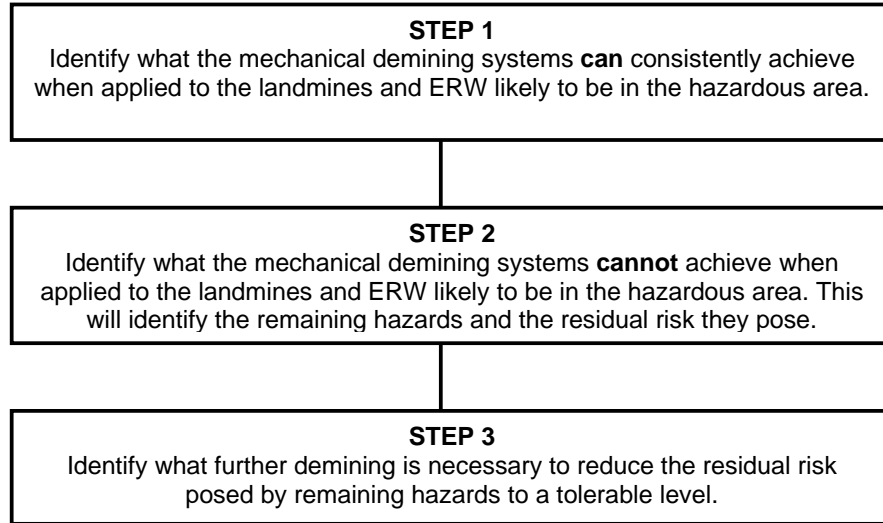 STEP 1
Identify what the mechanical demining systems can consistently achieve
when applied to the landmines and ERW likely to be in the hazardous area.
STEP 2
Identify what the mechanical demining systems cannot achieve when
applied to the landmines and ERW likely to be in the hazardous area. This
will identify the remaining hazards and the residual risk they pose.
STEP 3
Identify what further demining is necessary to reduce the residual risk
posed by remaining hazards to a tolerable level.